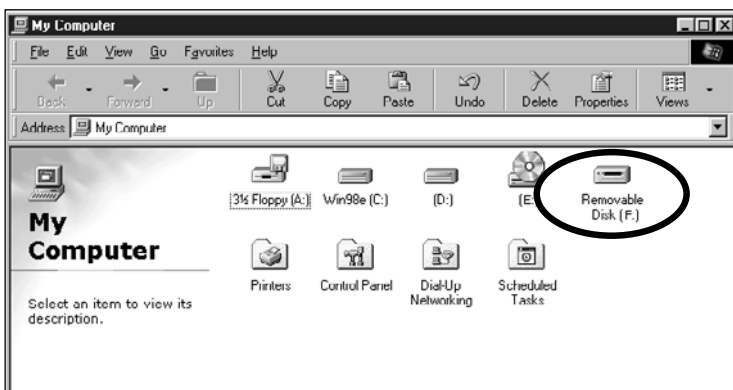 My Computer
File Edit View Go Favorites Help
Back Forward Up Cut Copy Paste Undo Delete Properties Views
Address My Computer
3½ Floppy (A:) Win98e (C:) (D:) (E: Removable
Disk (F:)
My
Computer
Printers Control Panel Dial-Up Scheduled
Networking Tasks
Select an item to view its
description.